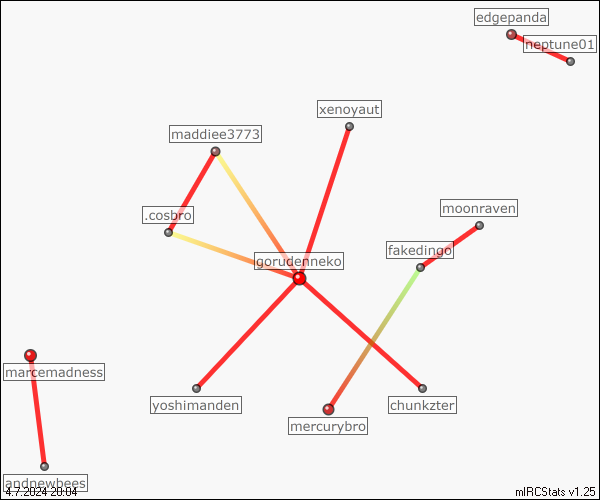 edgepanda
neptune01
xenoyaut
maddiee3773
moonraven
.cosbro
fakedingo
gorudenneko
marcemadness
yoshimanden
chunkzter
mercurybro
andnewbees
4.7.2024 20:04
mIRCStats v1.25